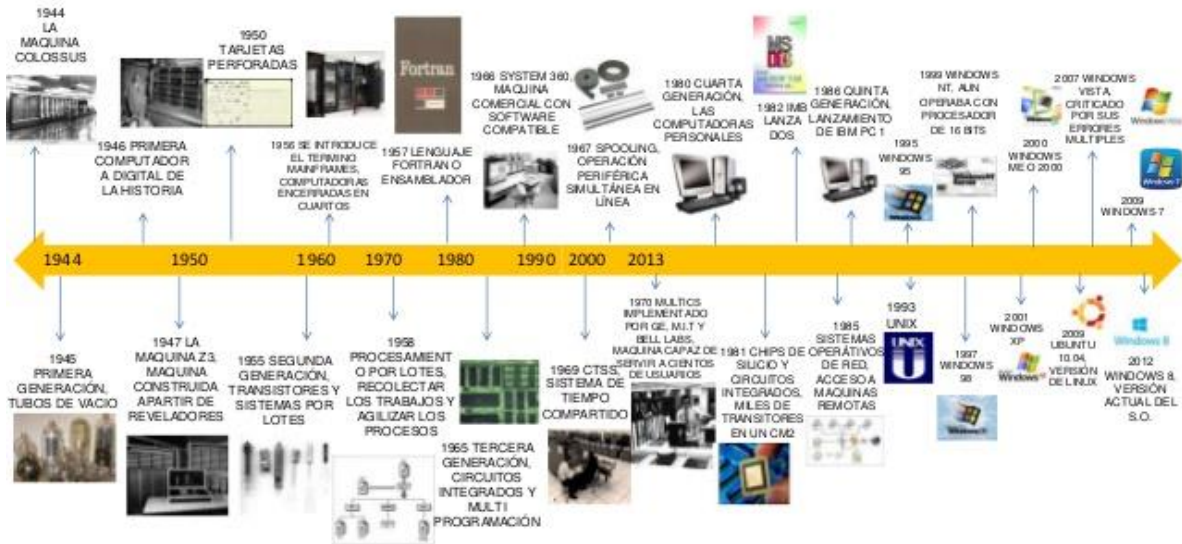 1944
LA
MAQUINA
COLOSSUS
1946 PRIMERA
COMPUTADOR
A DIGITAL DE
LA HISTORIA
1950
TARJETAS
PERFORADAS
1956 SE INTRODUCE
EL TERMINO
MAINFRAMES,
COMPUTADORAS
ENCERRADAS EN
CUARTOS
Fortran
1957 LENGUAJE
FORTRAN O
ENSAMBLADOR
1966 SYSTEM 360,
MAQUINA
COMERCIAL CON
SOFTWARE
COMPATIBLE
1967 SPOOLING,
OPERACIÓN
PERIFÉRICA
SIMULTÁNEA EN
LÍNEA
1980 CUARTA
GENERACIÓN,
LAS
COMPUTADORAS
PERSONALES
MS
DOS
1982 IMB
LANZA
DOS
1986 QUINTA
GENERACIÓN,
LANZAMIENTO
DE IBM PC 1
1995
WINDOWS
95
1999 WINDOWS
NT, AUN
OPERABA CON
PROCESADOR
DE 16 BITS
2000
WINDOWS
ME O 2000
2007 WINDOWS
VISTA,
CRITICADO
POR SUS
ERRORES
MULTIPLES
2009
WINDOWS 7
1944 1950 1960 1970 1980 1990 2000 2013
1945
PRIMERA
GENERACIÓN,
TUBOS DE VACIO
1947 LA
MAQUINA Z3,
MAQUINA
CONSTRUIDA
APARTIR DE
REVELADORES
1955 SEGUNDA
GENERACIÓN,
TRANSISTORES Y
SISTEMAS POR
LOTES
1958
PROCESAMIENT
O POR LOTES,
RECOLECTAR
LOS TRABAJOS Y
AGILIZAR LOS
PROCESOS
1965 TERCERA
GENERACIÓN,
CIRCUITOS
INTEGRADOS Y
MULTI
PROGRAMACIÓN
1969 CTSS,
SISTEMA DE
TIEMPO
COMPARTIDO
1970 MULTICS
IMPLEMENTADO
POR GE, M.I.T Y
BELL LABS,
MAQUINA CAPAZ DE
SERVIR A CIENTOS
DE USUARIOS
1981 CHIPS DE
SILICIO Y
CIRCUITOS
INTEGRADOS,
MILES DE
TRANSITORES
EN UN CM2
1985
SISTEMAS
OPERÁTIVOS
DE RED,
ACCESO A
MAQUINAS
REMOTAS
1993
UNIX
UNIX
U
1997
WINDOWS
98
2001
WINDOWS
XP
2009
UBUNTU
10.04,
VERSIÓN
DE LINUX
Windows 8
2012
WINDOWS 8,
VERSIÓN
ACTUAL DEL
S.O.